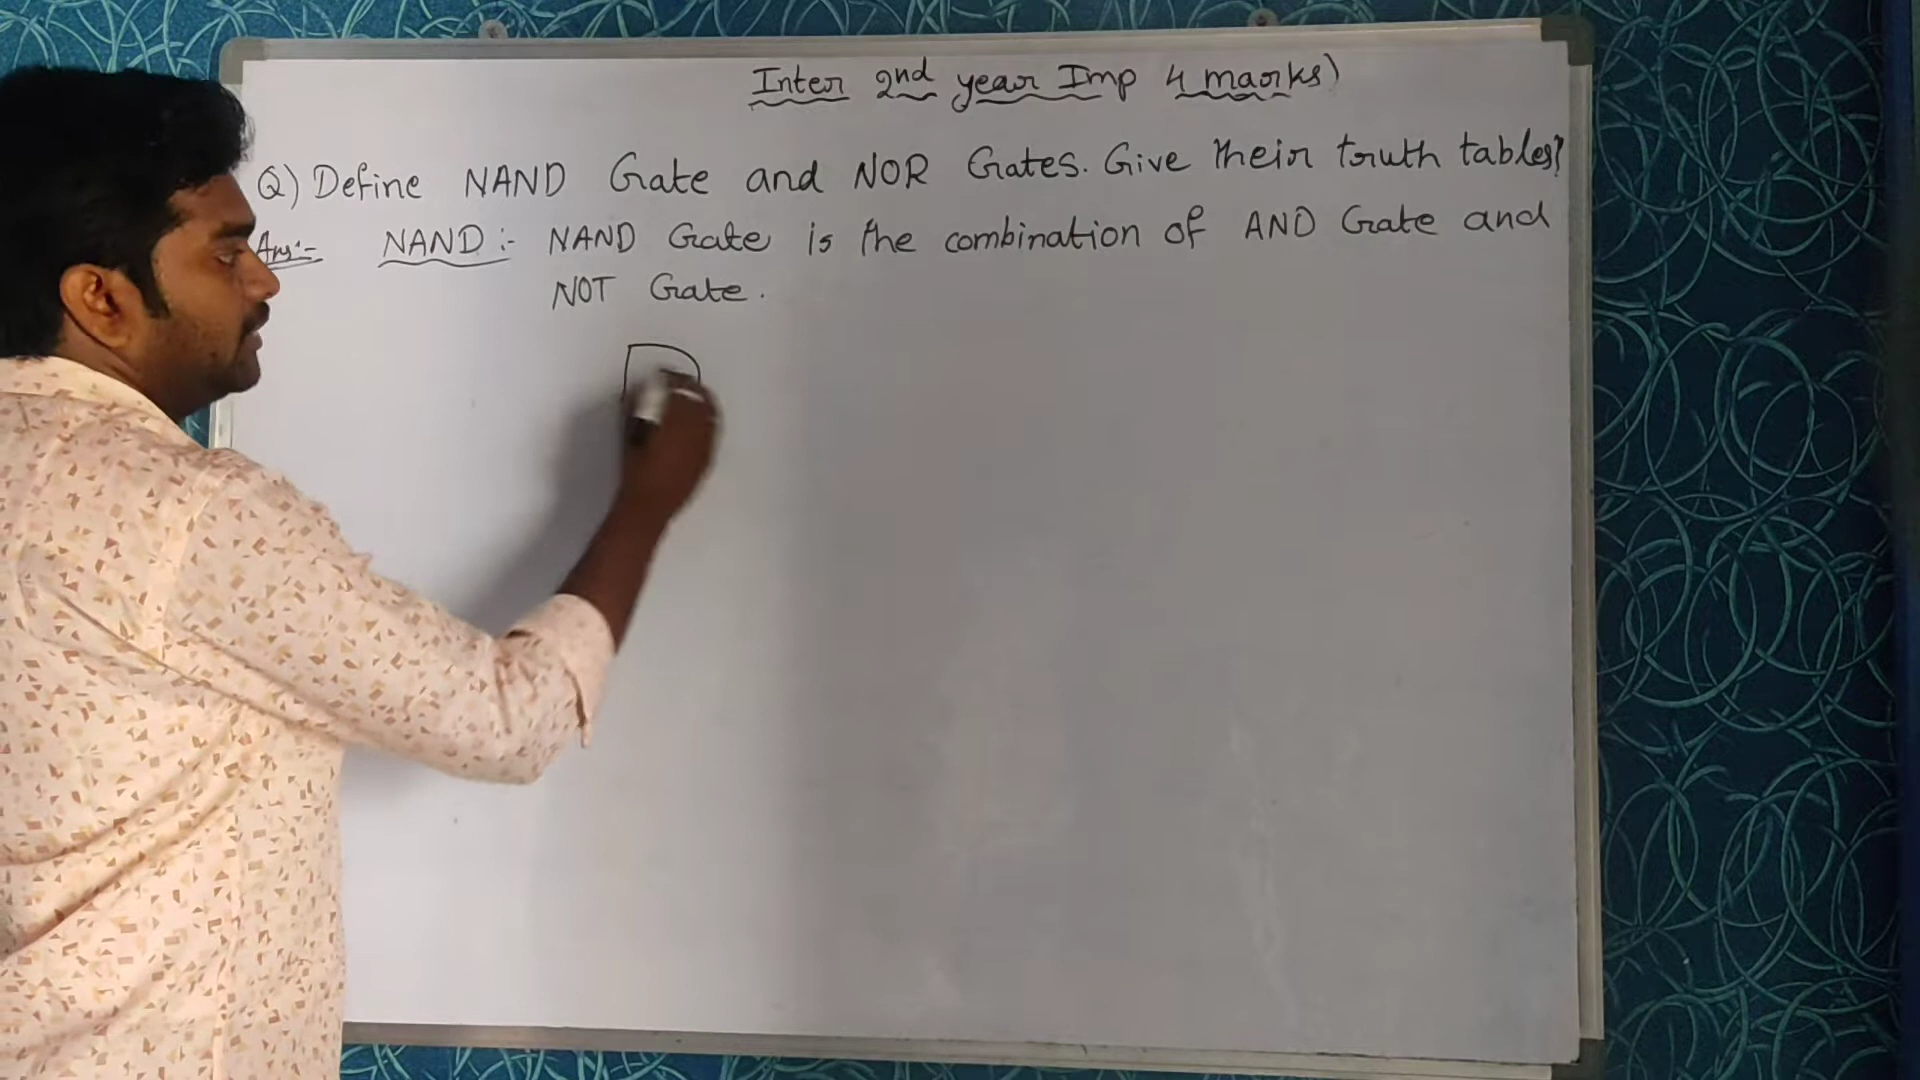 Inter 2nd year Imp 4 marks)
Q) Define NAND Gate and NOR Gates. Give their truth tables?
Ans:- NAND :- NAND Gate is the combination of AND Gate and
NOT Gate.